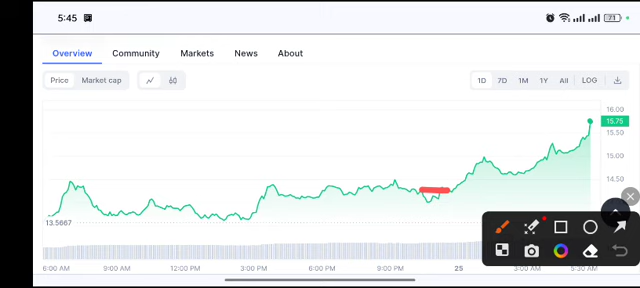 5:45
71
Overview Community Markets News About
Price Market cap 1D 7D 1M 1Y All LOG
16.00
15.75
15.50
15.00
14.50
13.5667
6:00 AM 9:00 AM 12:00 PM 3:00 PM 6:00 PM 9:00 PM 25 3:00 AM 5:30 AM